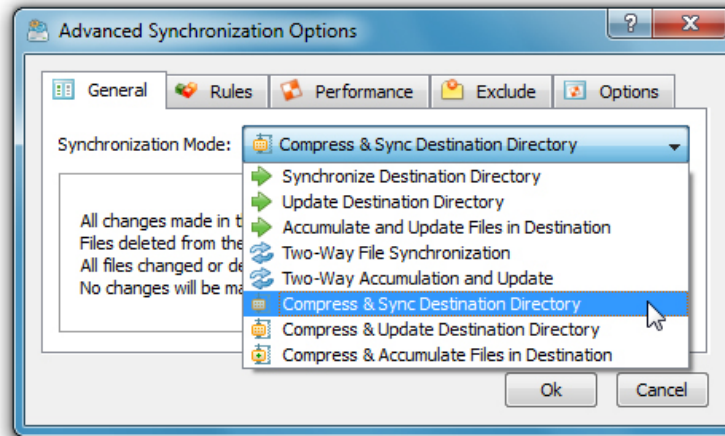 Advanced Synchronization Options
General Rules Performance Exclude Options
Synchronization Mode: Compress & Sync Destination Directory
Synchronize Destination Directory
Update Destination Directory
Accumulate and Update Files in Destination
Two-Way File Synchronization
Two-Way Accumulation and Update
Compress & Sync Destination Directory
Compress & Update Destination Directory
Compress & Accumulate Files in Destination
All changes made in
Files deleted from the
All files changed or
No changes will be
Ok Cancel